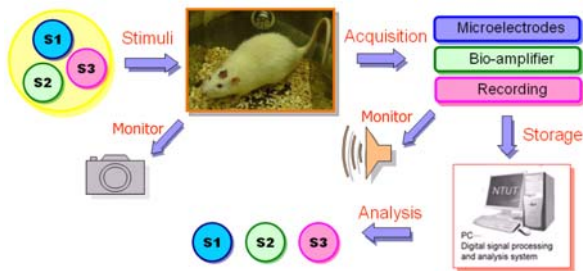 S1
S2
S3
Stimuli
Acquisition
Microelectrodes
Bio-amplifier
Recording
Monitor
Monitor
Storage
NTUT
PC—
Digital signal processing
and analysis system
Analysis
S1
S2
S3